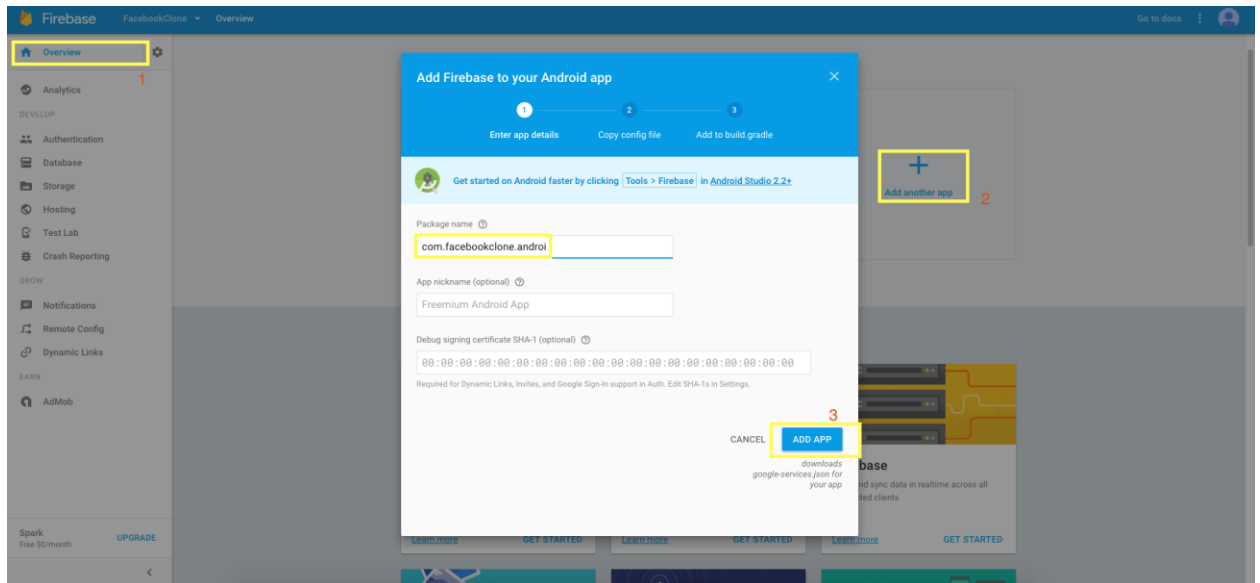 Firebase
FacebookClone
Overview
Go to docs
Overview
1
Analytics
DEVELOP
Authentication
Database
Storage
Hosting
Test Lab
Crash Reporting
GROW
Notifications
Remote Config
Dynamic Links
EARN
AdMob
Spark
Free $0/month
UPGRADE
Add Firebase to your Android app
1
2
3
Enter app details
Copy config file
Add to build.gradle
Get started on Android faster by clicking Tools > Firebase in Android Studio 2.2+
Package name
com.facebookclone.androi
App nickname (optional)
Freemium Android App
Debug signing certificate SHA-1 (optional)
00:00:00:00:00:00:00:00:00:00:00:00:00:00:00:00:00:00:00:00
Required for Dynamic Links, Invites, and Google Sign-In support in Auth. Edit SHA-1s in Settings.
3
CANCEL
ADD APP
downloads
google-services.json for
your app
Add another app
2
base
nd sync data in realtime across all
ted clients
Learn more
GET STARTED
Learn more
GET STARTED
Learn more
GET STARTED